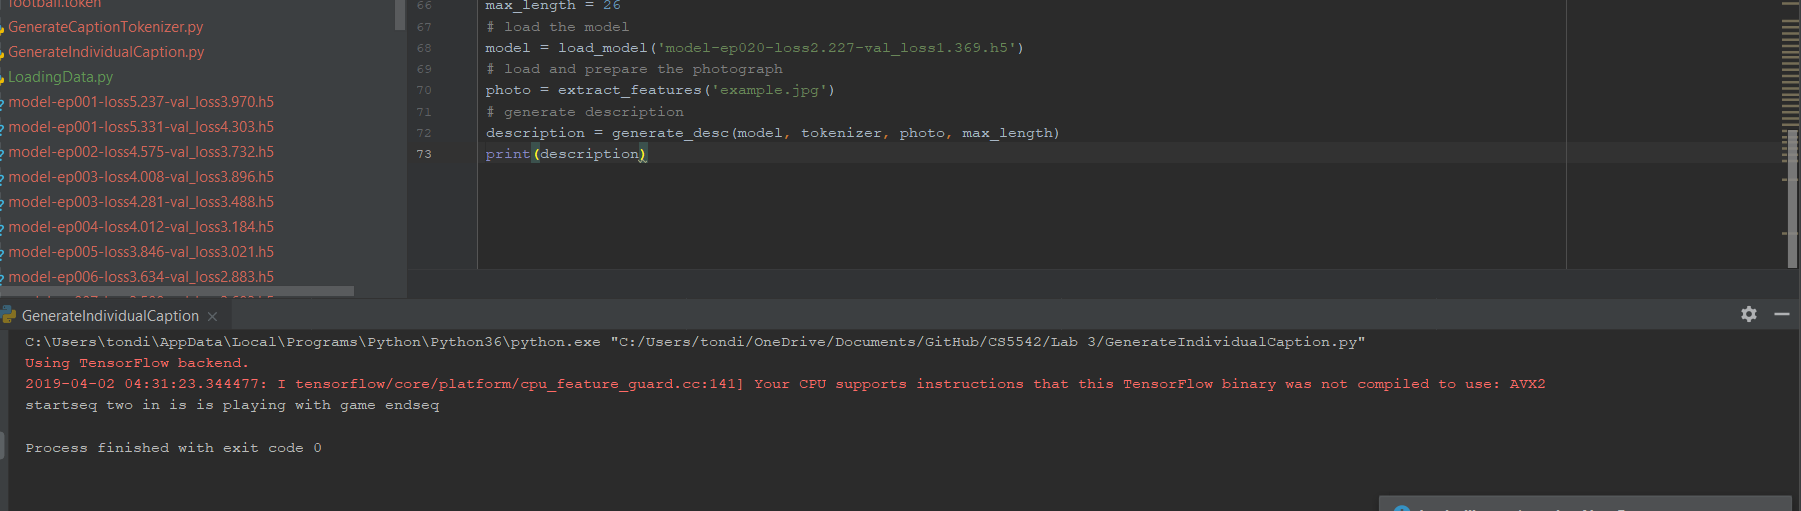 football.token
GenerateCaptionTokenizer.py
GenerateIndividualCaption.py
LoadingData.py
model-ep001-loss5.237-val_loss3.970.h5
model-ep001-loss5.331-val_loss4.303.h5
model-ep002-loss4.575-val_loss3.732.h5
model-ep003-loss4.008-val_loss3.896.h5
model-ep003-loss4.281-val_loss3.488.h5
model-ep004-loss4.012-val_loss3.184.h5
model-ep005-loss3.846-val_loss3.021.h5
model-ep006-loss3.634-val_loss2.883.h5
66 max_length = 26
67 # load the model
68 model = load_model('model-ep020-loss2.227-val_loss1.369.h5')
69 # load and prepare the photograph
70 photo = extract_features('example.jpg')
71 # generate description
72 description = generate_desc(model, tokenizer, photo, max_length)
73 print(description)
GenerateIndividualCaption
C:\Users\tondi\AppData\Local\Programs\Python\Python36\python.exe "C:/Users/tondi/OneDrive/Documents/GitHub/CS5542/Lab 3/GenerateIndividualCaption.py"
Using TensorFlow backend.
2019-04-02 04:31:23.344477: I tensorflow/core/platform/cpu_feature_guard.cc:141] Your CPU supports instructions that this TensorFlow binary was not compiled to use: AVX2
startseq two in is is playing with game endseq
Process finished with exit code 0